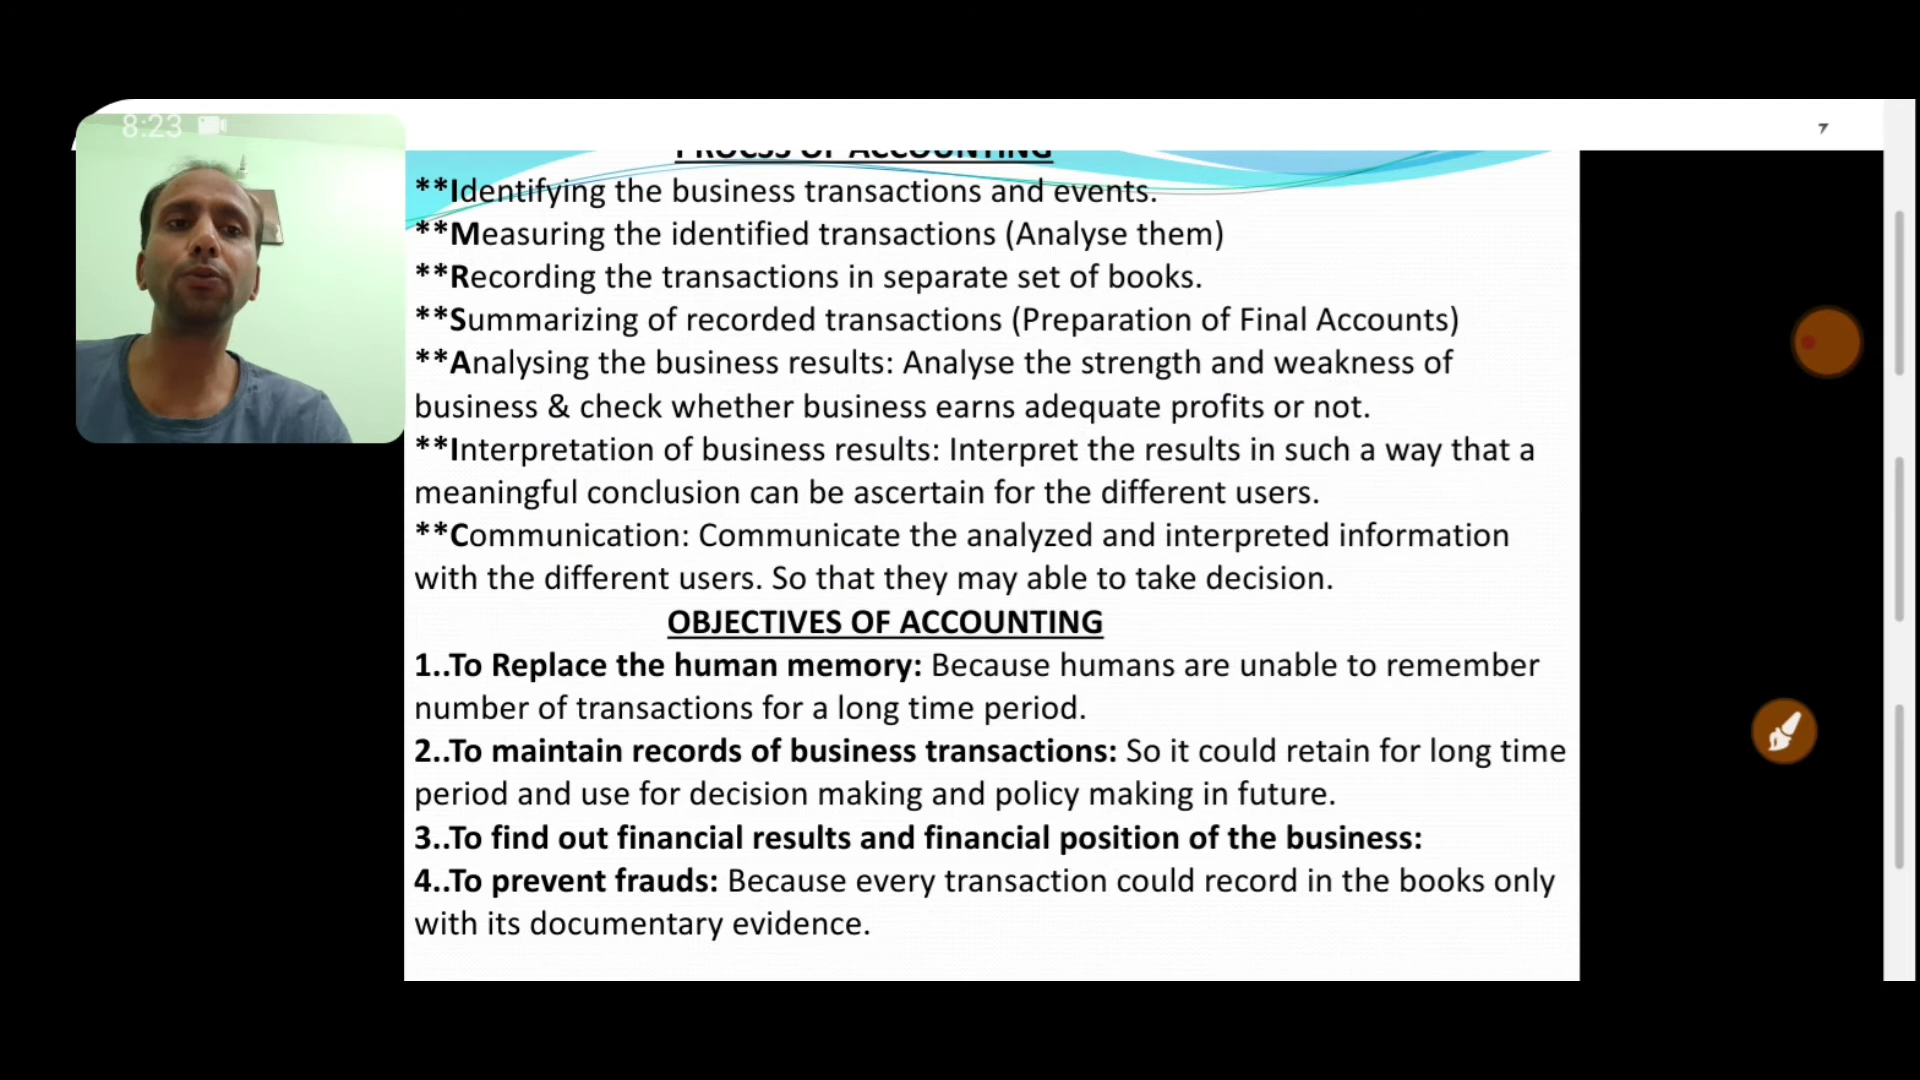 8:23
7
PROCSS OF ACCOUNTING
**Identifying the business transactions and events.
**Measuring the identified transactions (Analyse them)
**Recording the transactions in separate set of books.
**Summarizing of recorded transactions (Preparation of Final Accounts)
**Analysing the business results: Analyse the strength and weakness of
business & check whether business earns adequate profits or not.
**Interpretation of business results: Interpret the results in such a way that a
meaningful conclusion can be ascertain for the different users.
**Communication: Communicate the analyzed and interpreted information
with the different users. So that they may able to take decision.
OBJECTIVES OF ACCOUNTING
1..To Replace the human memory: Because humans are unable to remember
number of transactions for a long time period.
2..To maintain records of business transactions: So it could retain for long time
period and use for decision making and policy making in future.
3..To find out financial results and financial position of the business:
4..To prevent frauds: Because every transaction could record in the books only
with its documentary evidence.